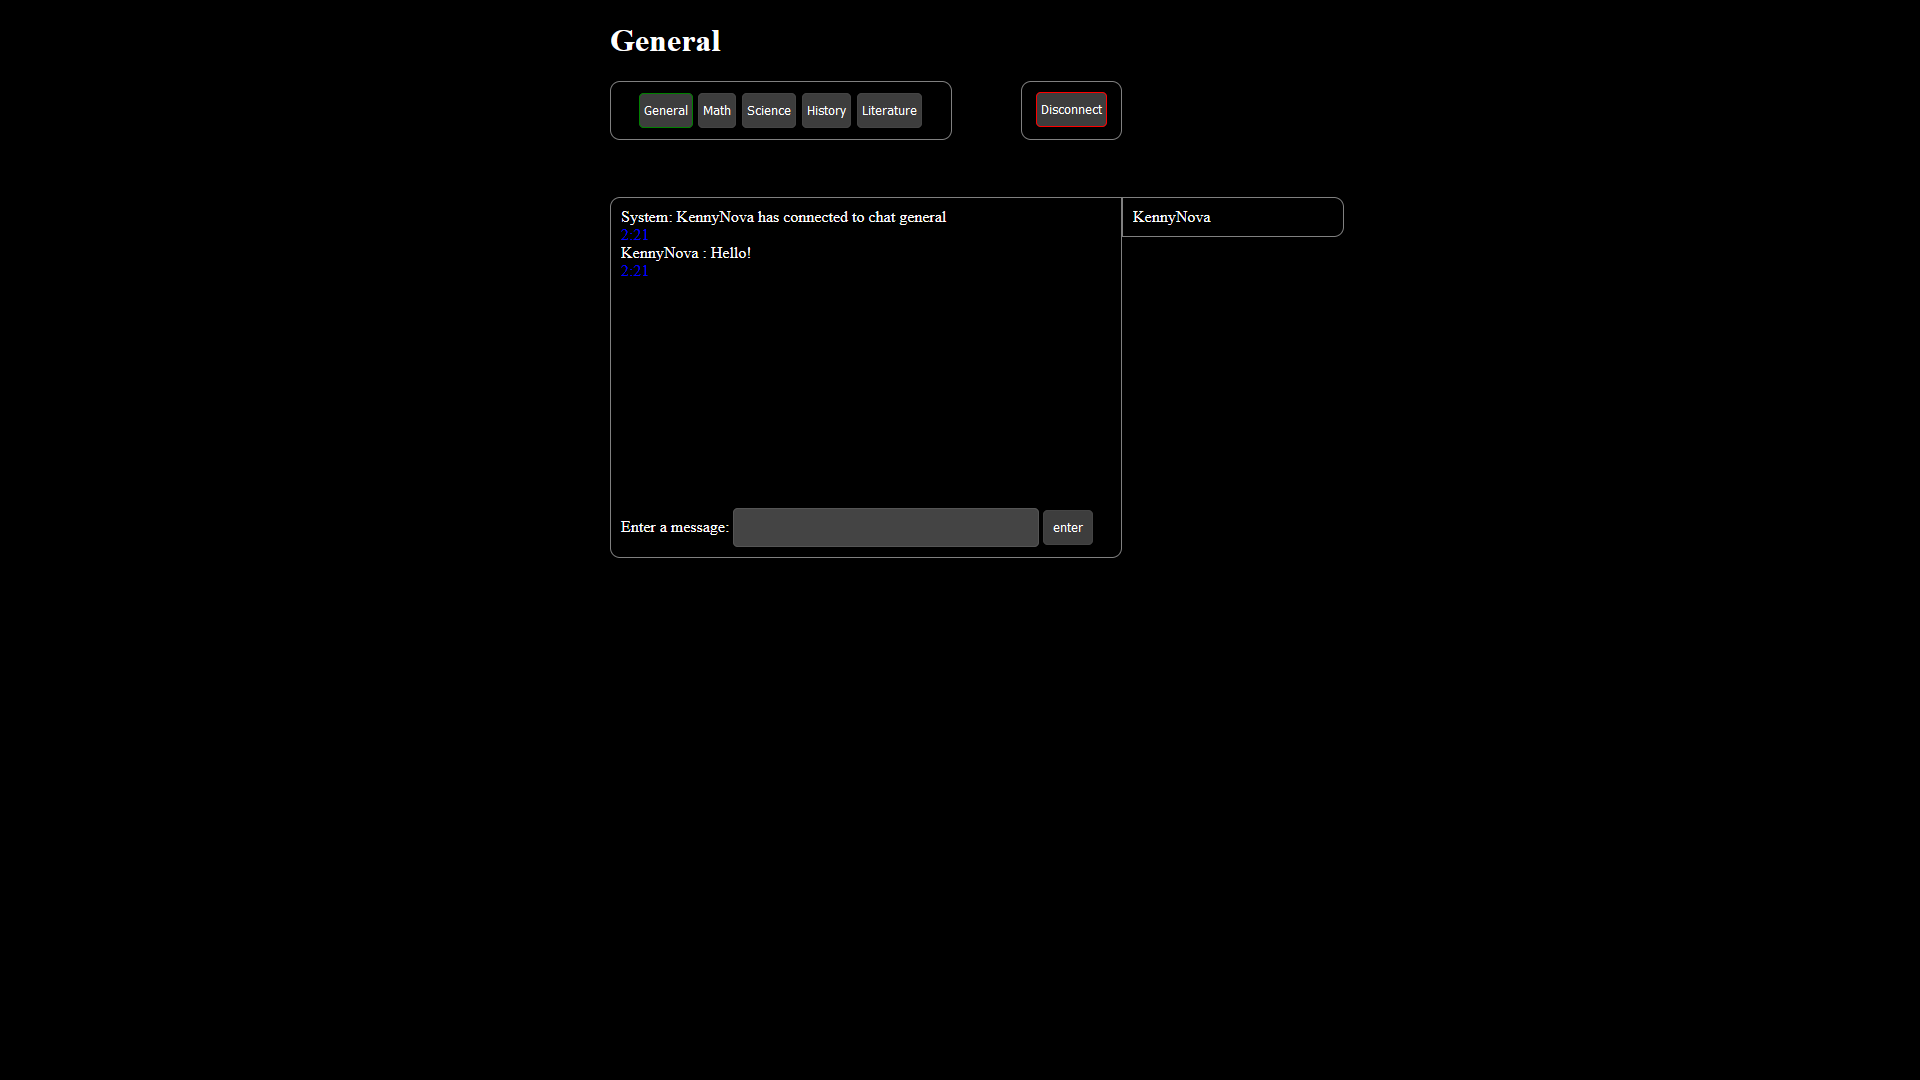 General
General Math Science History Literature Disconnect
System: KennyNova has connected to chat general
2:21
KennyNova : Hello!
2:21
KennyNova
Enter a message: enter